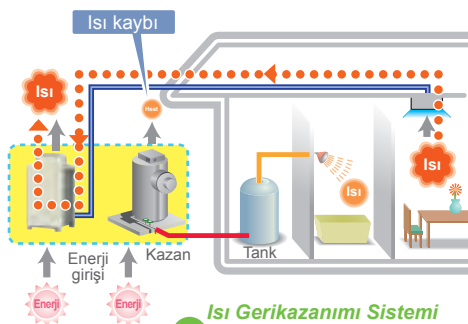 Isı kaybı
Isı
Heat
Isı
Isı
Enerji
girişi
Kazan
Tank
Enerji
Enerji
Isı Gerikazanımı Sistemi